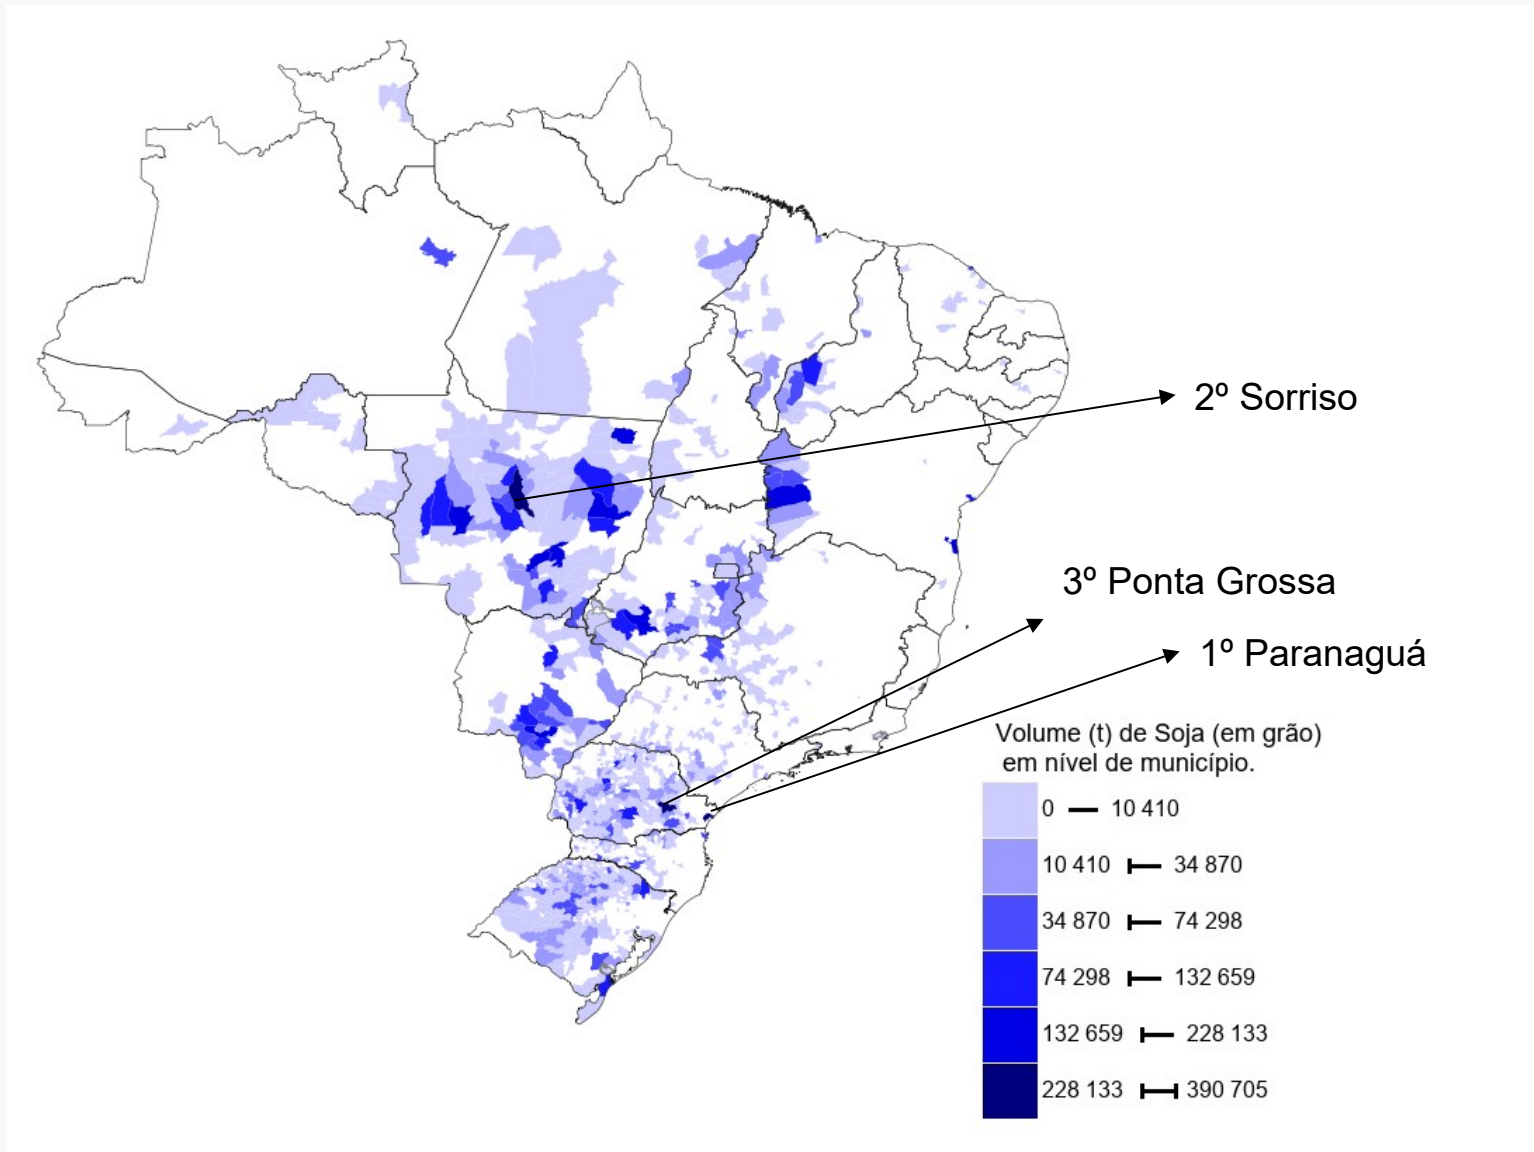 2º Sorriso
3º Ponta Grossa
1º Paranaguá
Volume (t) de Soja (em grão)
em nível de município.
0 — 10 410
10 410 ⊢ 34 870
34 870 ⊢ 74 298
74 298 ⊢ 132 659
132 659 ⊢ 228 133
228 133 ⊢⊣ 390 705